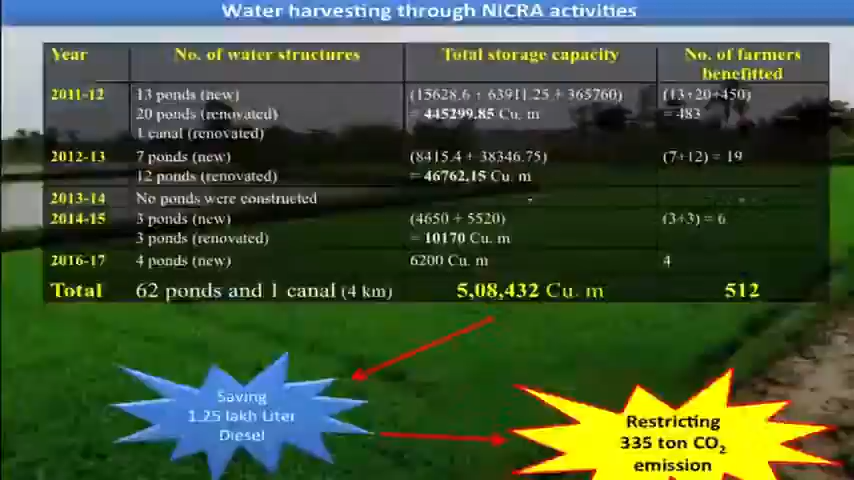 Water harvesting through NICRA activities
Year No. of water structures Total storage capacity No. of farmers
benefitted
2011-12 13 ponds (new) (15628.6 + 63911.25 + 365760) (13+20+450)
20 ponds (renovated) = 445299.85 Cu. m = 483
1 canal (renovated)
2012-13 7 ponds (new) (8415.4 + 38346.75) (7+12) = 19
12 ponds (renovated) = 46762.15 Cu. m
2013-14 No ponds were constructed - -
2014-15 3 ponds (new) (4650 + 5520) (3+3) = 6
3 ponds (renovated) = 10170 Cu. m
2016-17 4 ponds (new) 6200 Cu. m 4
Total 62 ponds and 1 canal (4 km) 5,08,432 Cu. m 512
Saving
1.25 lakh Liter
Diesel
Restricting
335 ton CO2
emission